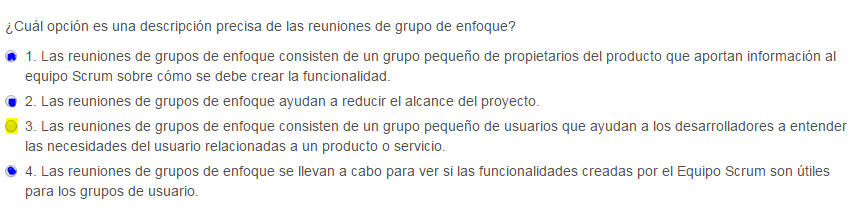 ¿Cuál opción es una descripción precisa de las reuniones de grupo de enfoque?
1. Las reuniones de grupos de enfoque consisten de un grupo pequeño de propietarios del producto que aportan información al
equipo Scrum sobre cómo se debe crear la funcionalidad.
2. Las reuniones de grupos de enfoque ayudan a reducir el alcance del proyecto.
3. Las reuniones de grupos de enfoque consisten de un grupo pequeño de usuarios que ayudan a los desarrolladores a entender
las necesidades del usuario relacionadas a un producto o servicio.
4. Las reuniones de grupos de enfoque se llevan a cabo para ver si las funcionalidades creadas por el Equipo Scrum son útiles
para los grupos de usuario.